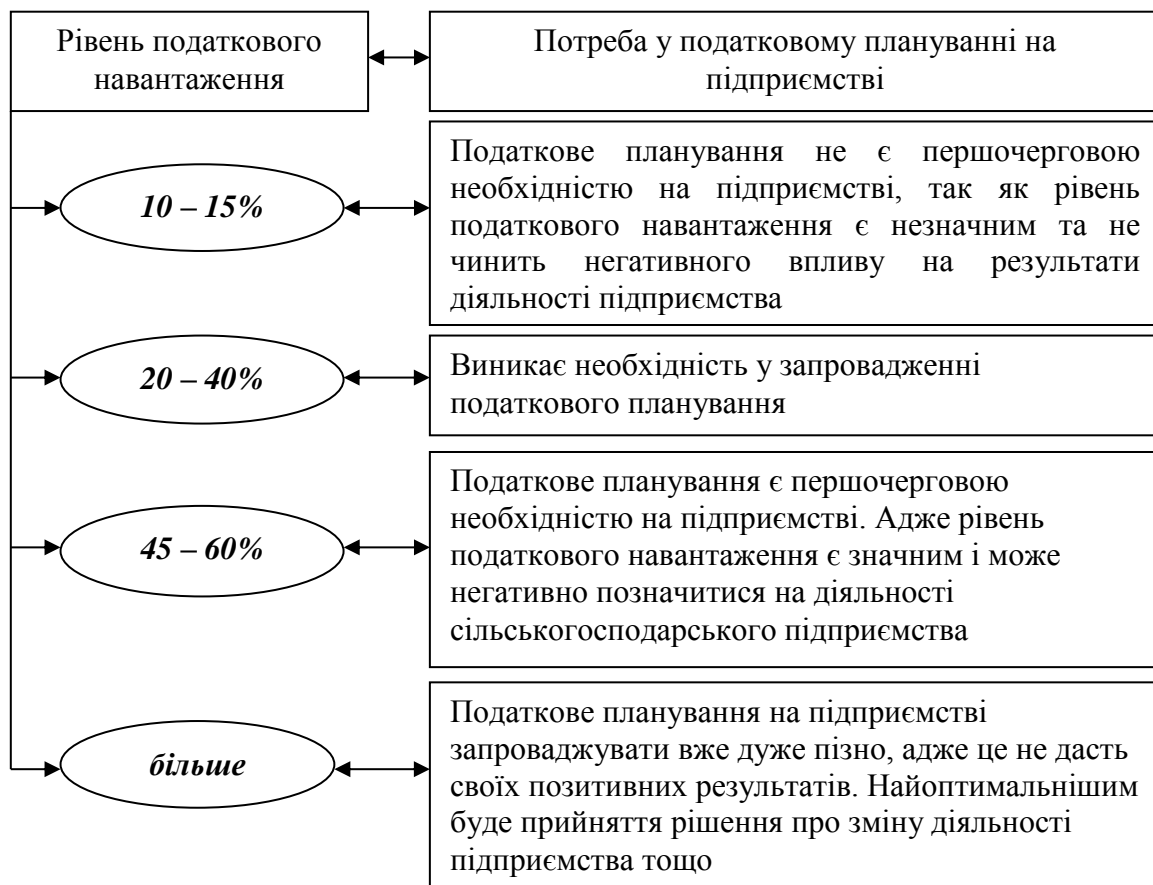 Рівень податкового
навантаження
Потреба у податковому плануванні на
підприємстві
10 – 15%
Податкове планування не є першочерговою
необхідністю на підприємстві, так як рівень
податкового навантаження є незначним та не
чинить негативного впливу на результати
діяльності підприємства
20 – 40%
Виникає необхідність у запровадженні
податкового планування
45 – 60%
Податкове планування є першочерговою
необхідністю на підприємстві. Адже рівень
податкового навантаження є значним і може
негативно позначитися на діяльності
сільськогосподарського підприємства
більше
Податкове планування на підприємстві
запроваджувати вже дуже пізно, адже це не дасть
своїх позитивних результатів. Найоптимальнішим
буде прийняття рішення про зміну діяльності
підприємства тощо